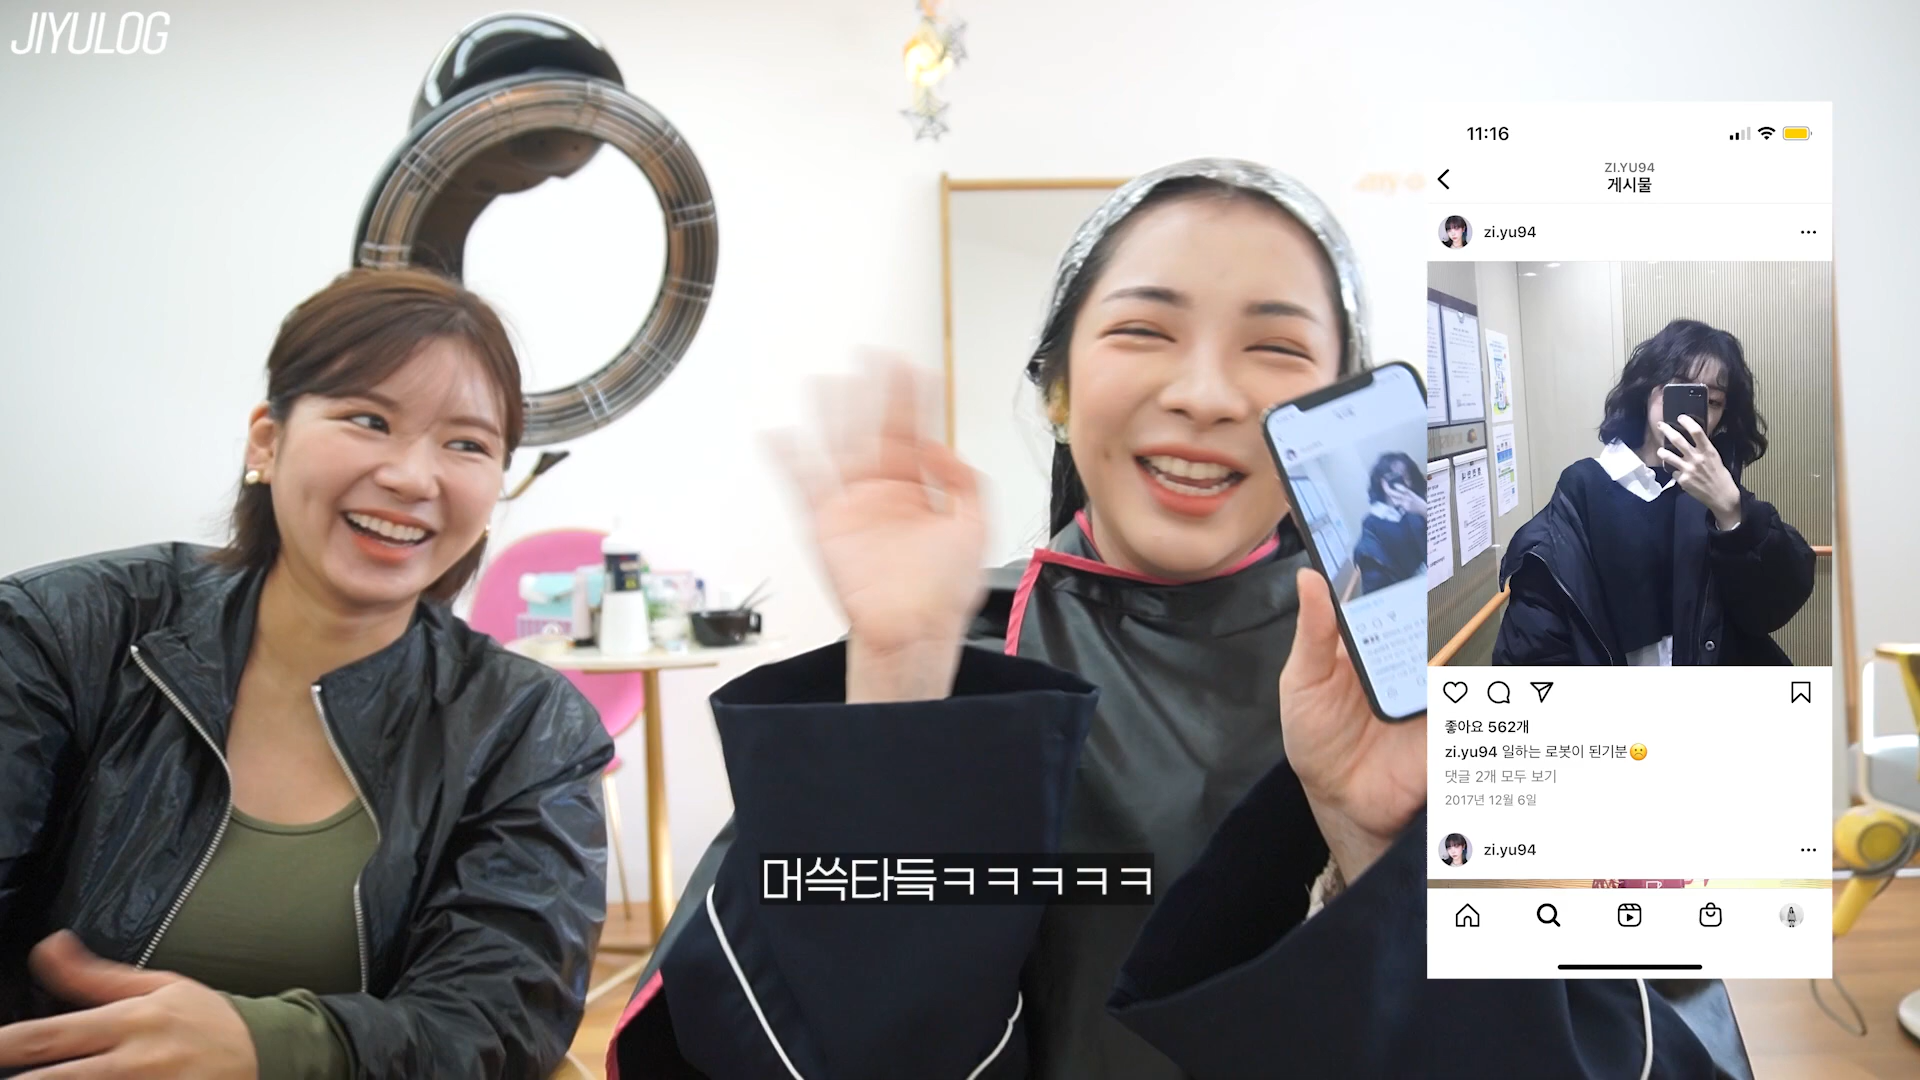 JIYULOG
11:16
ZI.YU94
게시물
zi.yu94
좋아요 562개
zi.yu94 일하는 로봇이 된기분☹️
댓글 2개 모두 보기
2017년 12월 6일
zi.yu94
머쓱타듴ㅋㅋㅋㅋㅋ